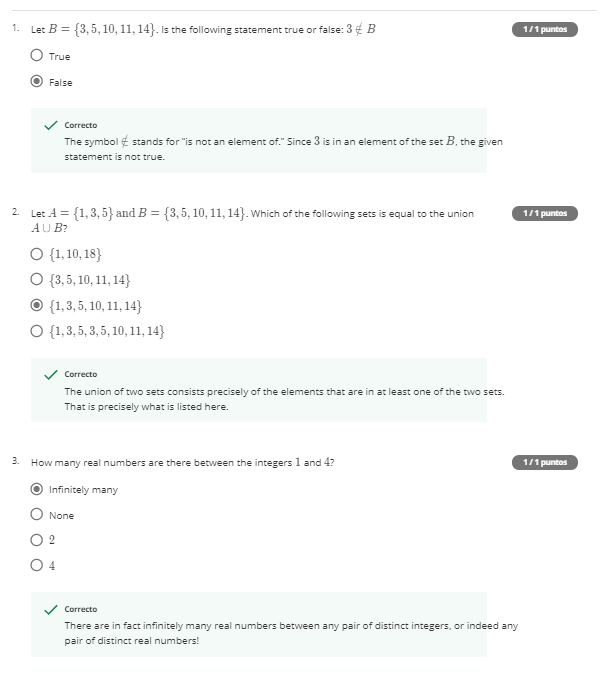 1. Let B = {3, 5, 10, 11, 14}. Is the following statement true or false: 3 ∉ B
1 / 1 puntos
True
False
Correcto
The symbol ∉ stands for "is not an element of." Since 3 is in an element of the set B, the given
statement is not true.
2. Let A = {1, 3, 5} and B = {3, 5, 10, 11, 14}. Which of the following sets is equal to the union
1 / 1 puntos
A ∪ B?
{1, 10, 18}
{3, 5, 10, 11, 14}
{1, 3, 5, 10, 11, 14}
{1, 3, 5, 3, 5, 10, 11, 14}
Correcto
The union of two sets consists precisely of the elements that are in at least one of the two sets.
That is precisely what is listed here.
3. How many real numbers are there between the integers 1 and 4?
1 / 1 puntos
Infinitely many
None
2
4
Correcto
There are in fact infinitely many real numbers between any pair of distinct integers, or indeed any
pair of distinct real numbers!